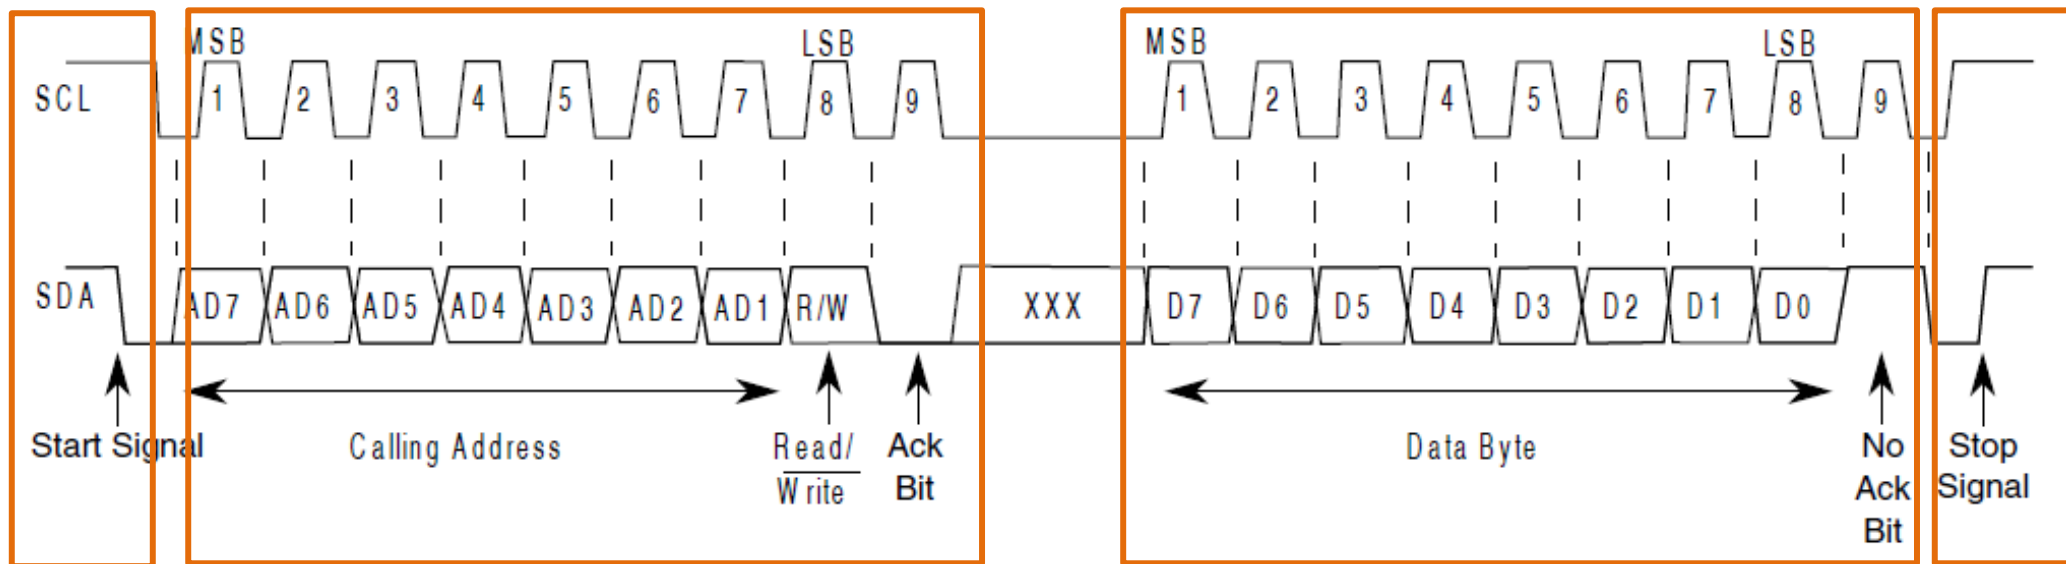 MSB LSB MSB LSB
SCL 1 2 3 4 5 6 7 8 9 1 2 3 4 5 6 7 8 9
SDA AD7 AD6 AD5 AD4 AD3 AD2 AD1 R/W XXX D7 D6 D5 D4 D3 D2 D1 D0
Start Signal Calling Address Read/ Ack Data Byte No Stop
Write Bit Ack Signal
Bit